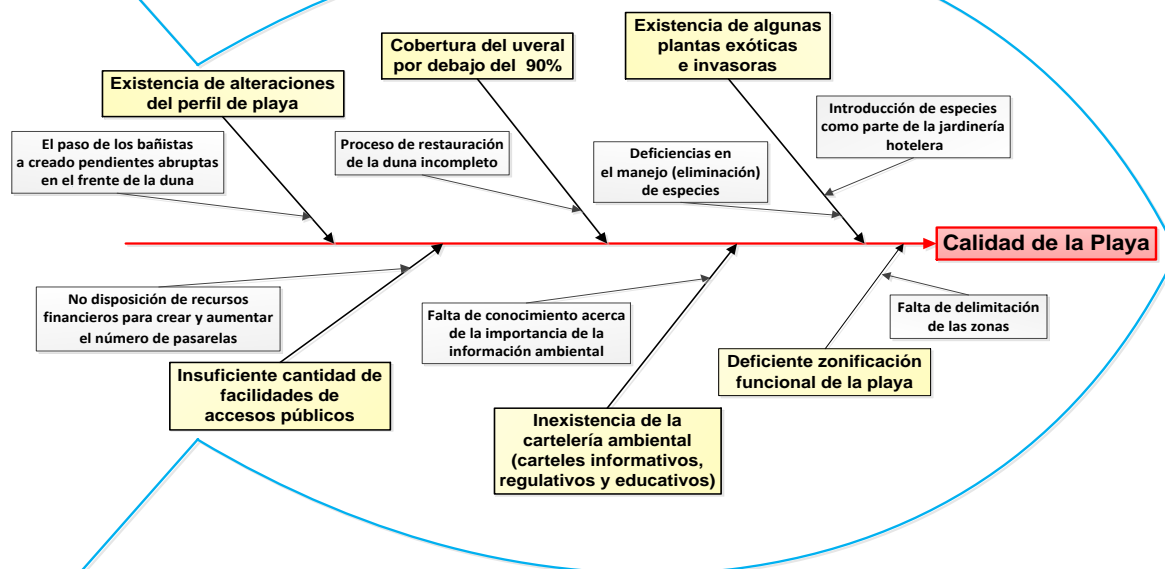 Existencia de alteraciones
del perfil de playa
Cobertura del uveral
por debajo del 90%
Existencia de algunas
plantas exóticas
e invasoras
El paso de los bañistas
a creado pendientes abruptas
en el frente de la duna
Proceso de restauración
de la duna incompleto
Deficiencias en
el manejo (eliminación)
de especies
Introducción de especies
como parte de la jardinería
hotelera
Calidad de la Playa
No disposición de recursos
financieros para crear y aumentar
el número de pasarelas
Falta de conocimiento acerca
de la importancia de la
información ambiental
Falta de delimitación
de las zonas
Insuficiente cantidad de
facilidades de
accesos públicos
Inexistencia de la
cartelería ambiental
(carteles informativos,
regulativos y educativos)
Deficiente zonificación
funcional de la playa